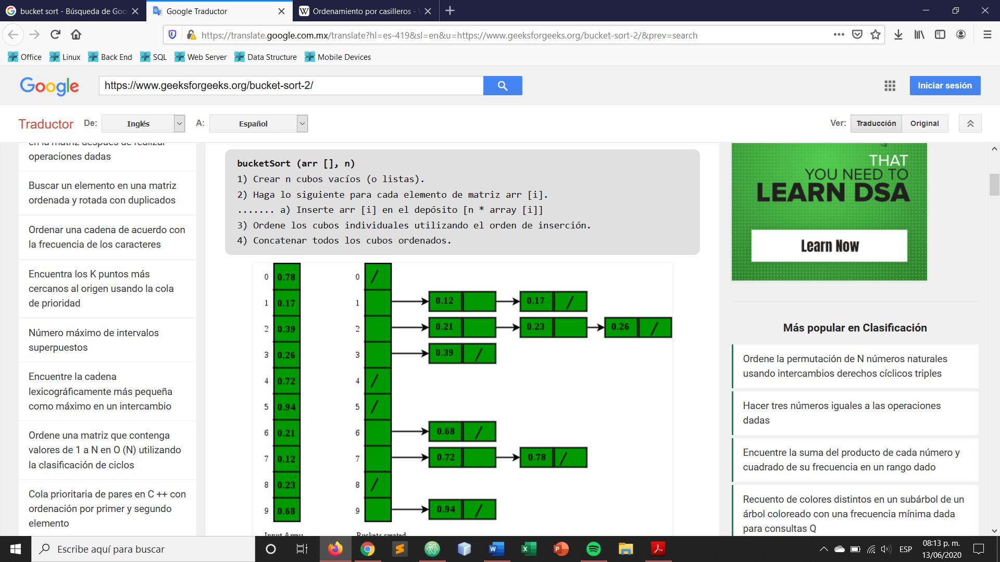 bucket sort - Búsqueda de Goo
Google Traductor
Ordenamiento por casilleros -
https://translate.google.com.mx/translate?hl=es-419&sl=en&u=https://www.geeksforgeeks.org/bucket-sort-2/&prev=search
Office
Linux
Back End
SQL
Web Server
Data Structure
Mobile Devices
Google
https://www.geeksforgeeks.org/bucket-sort-2/
Iniciar sesión
Traductor
De:
Inglés
A:
Español
Ver:
Traducción
Original
en la matriz después de realizar
operaciones dadas
Buscar un elemento en una matriz
ordenada y rotada con duplicados
Ordenar una cadena de acuerdo con
la frecuencia de los caracteres
Encuentra los K puntos más
cercanos al origen usando la cola
de prioridad
Número máximo de intervalos
superpuestos
Encuentre la cadena
lexicográficamente más pequeña
como máximo en un intercambio
Ordene una matriz que contenga
valores de 1 a N en O (N) utilizando
la clasificación de ciclos
Cola prioritaria de pares en C ++ con
ordenación por primer y segundo
elemento
bucketSort (arr [], n)
1) Crear n cubos vacíos (o listas).
2) Haga lo siguiente para cada elemento de matriz arr [i].
....... a) Inserte arr [i] en el depósito [n * array [i]]
3) Ordene los cubos individuales utilizando el orden de inserción.
4) Concatenar todos los cubos ordenados.
0 0.78 0 /
1 0.17 1 0.12 0.17 /
2 0.39 2 0.21 0.23 0.26 /
3 0.26 3 0.39 /
4 0.72 4 /
5 0.94 5 /
6 0.21 6 0.68 /
7 0.12 7 0.72 0.78 /
8 0.23 8 /
9 0.68 9 0.94 /
Input Array
Buckets created
THAT
YOU NEED TO
LEARN DSA
Learn Now
Más popular en Clasificación
Ordene la permutación de N números naturales
usando intercambios derechos cíclicos triples
Hacer tres números iguales a las operaciones
dadas
Encuentre la suma del producto de cada número y
cuadrado de su frecuencia en un rango dado
Recuento de colores distintos en un subárbol de un
árbol coloreado con una frecuencia mínima dada
para consultas Q
Escribe aquí para buscar
ESP
08:13 p. m.
13/06/2020